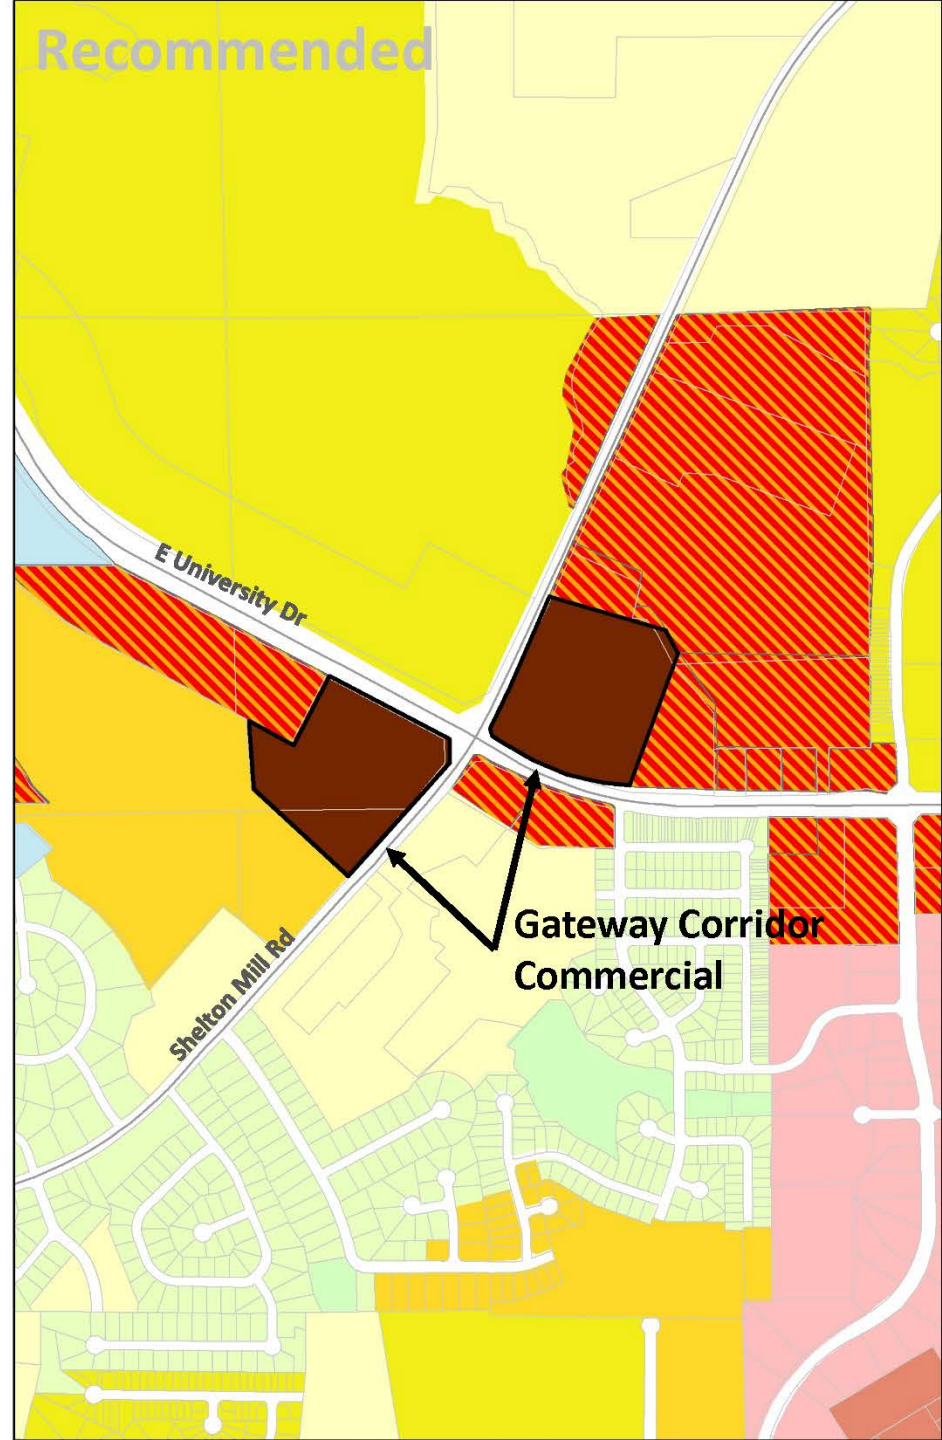 Recommended
E University Dr
Gateway Corridor
Commercial
Shelton Mill Rd